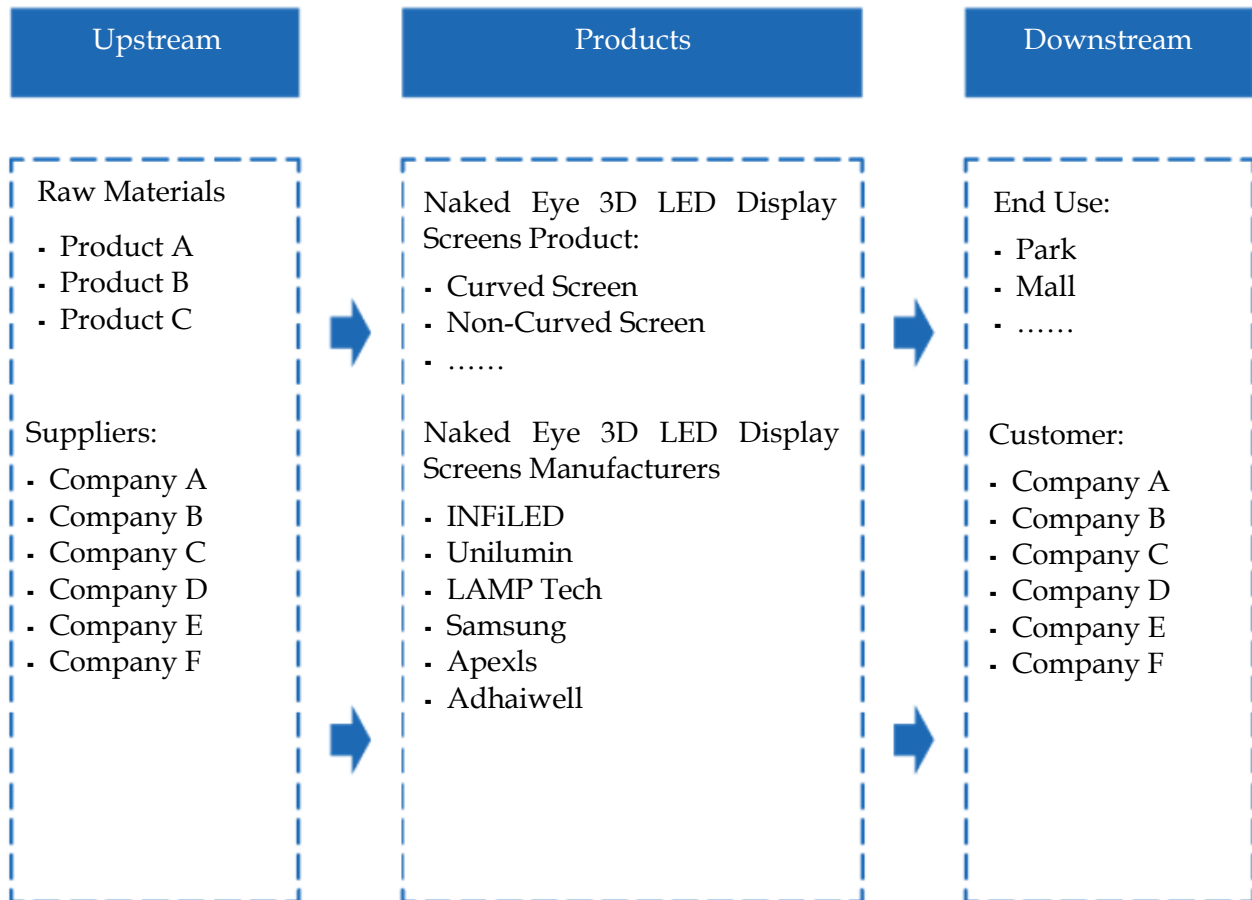 Upstream
Products
Downstream
Raw Materials
- Product A
- Product B
- Product C
Suppliers:
- Company A
- Company B
- Company C
- Company D
- Company E
- Company F
Naked Eye 3D LED Display
Screens Product:
- Curved Screen
- Non-Curved Screen
- ……
Naked Eye 3D LED Display
Screens Manufacturers
- INFiLED
- Unilumin
- LAMP Tech
- Samsung
- Apexls
- Adhaiwell
End Use:
- Park
- Mall
- ……
Customer:
- Company A
- Company B
- Company C
- Company D
- Company E
- Company F